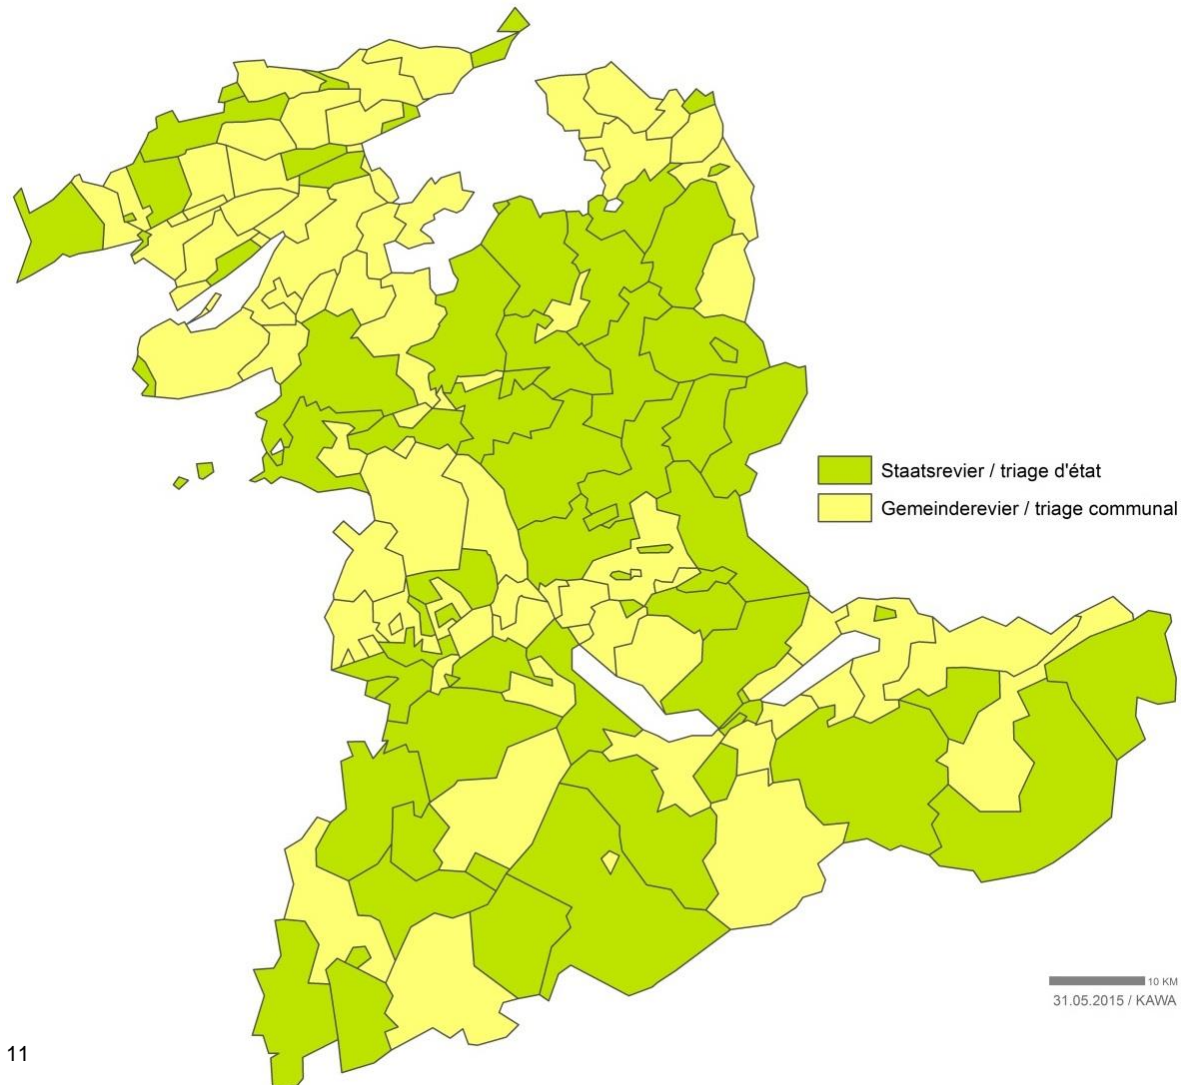 Staatsrevier / triage d'état
Gemeinderevier / triage communal
10 KM
31.05.2015 / KAWA
11